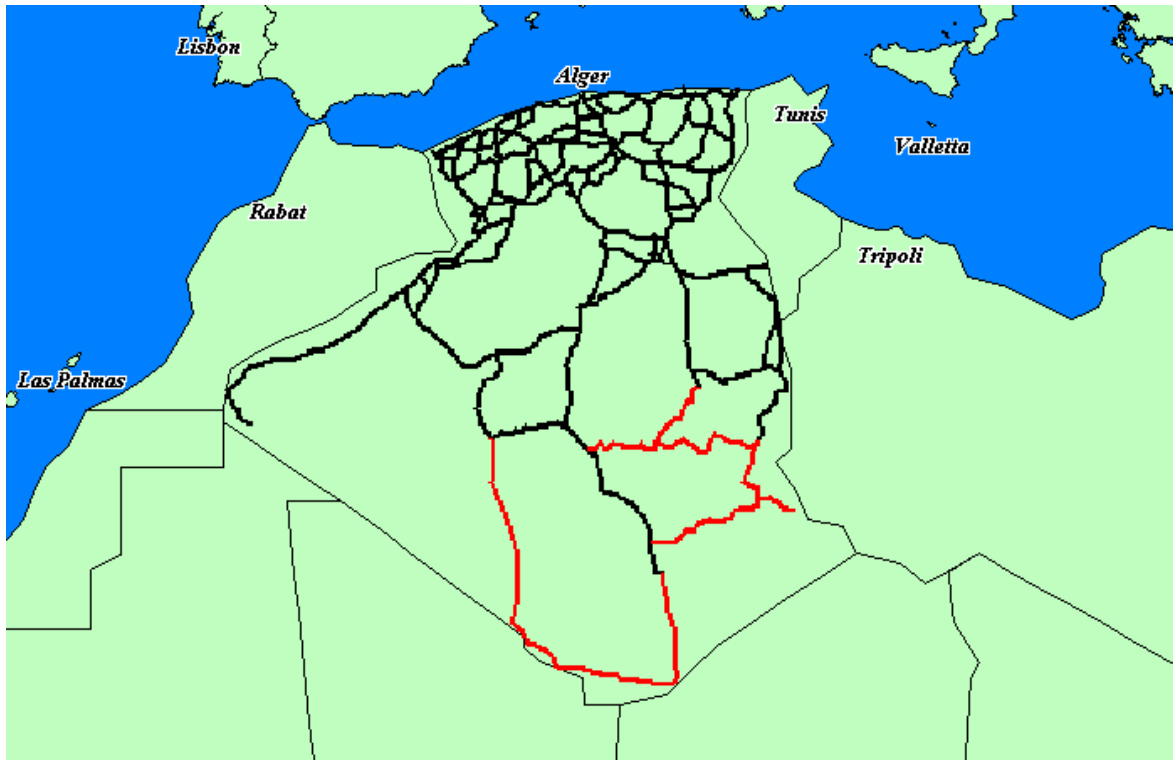 Lisbon
Alger
Tunis
Valletta
Rabat
Tripoli
Las Palmas